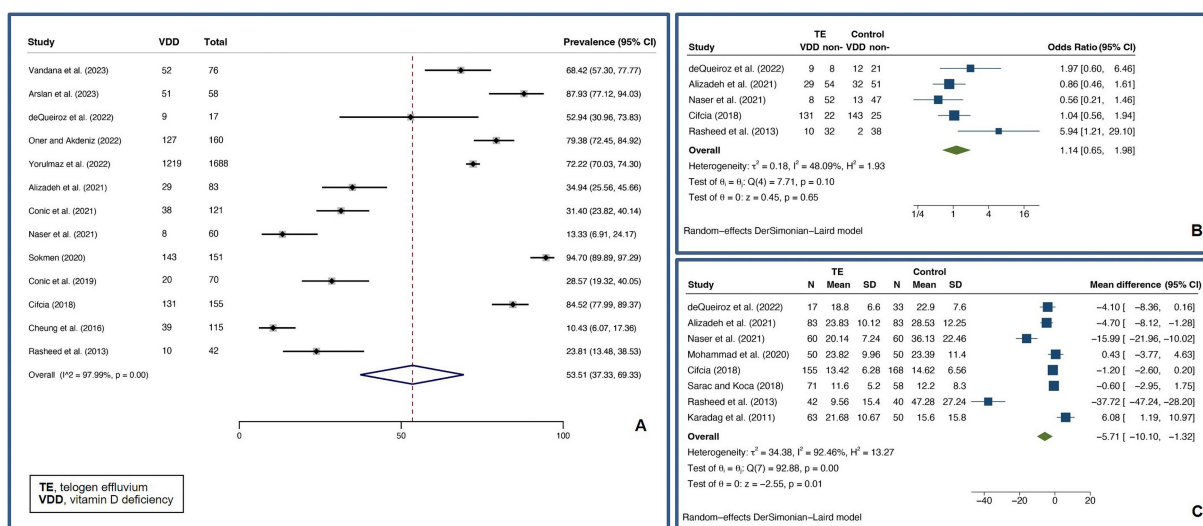 Study VDD Total Prevalence (95% CI)
Vandana et al. (2023) 52 76 68.42 (57.30, 77.77)
Arslan et al. (2023) 51 58 87.93 (77.12, 94.03)
deQueiroz et al. (2022) 9 17 52.94 (30.96, 73.83)
Oner and Akdeniz (2022) 127 160 79.38 (72.45, 84.92)
Yorulmaz et al. (2022) 1219 1688 72.22 (70.03, 74.30)
Alizadeh et al. (2021) 29 83 34.94 (25.56, 45.66)
Conic et al. (2021) 38 121 31.40 (23.82, 40.14)
Naser et al. (2021) 8 60 13.33 (6.91, 24.17)
Sokmen (2020) 143 151 94.70 (89.89, 97.29)
Conic et al. (2019) 20 70 28.57 (19.32, 40.05)
Cifcia (2018) 131 155 84.52 (77.99, 89.37)
Cheung et al. (2016) 39 115 10.43 (6.07, 17.36)
Rasheed et al. (2013) 10 42 23.81 (13.48, 38.53)
Overall (I^2 = 97.99%, p = 0.00) 53.51 (37.33, 69.33)
A
0 50 100
TE, telogen effluvium
VDD, vitamin D deficiency
TE Control
Study VDD non- VDD non- Odds Ratio (95% CI)
deQueiroz et al. (2022) 9 8 12 21 1.97 [0.60, 6.46]
Alizadeh et al. (2021) 29 54 32 51 0.86 [0.46, 1.61]
Naser et al. (2021) 8 52 13 47 0.56 [0.21, 1.46]
Cifcia (2018) 131 22 143 25 1.04 [0.56, 1.94]
Rasheed et al. (2013) 10 32 2 38 5.94 [1.21, 29.10]
Overall 1.14 [0.65, 1.98]
Heterogeneity: τ² = 0.18, I² = 48.09%, H² = 1.93
Test of θᵢ = θⱼ: Q(4) = 7.71, p = 0.10
Test of θ = 0: z = 0.45, p = 0.65
1/4 1 4 16
Random−effects DerSimonian−Laird model
B
TE Control
Study N Mean SD N Mean SD Mean difference (95% CI)
deQueiroz et al. (2022) 17 18.8 6.6 33 22.9 7.6 −4.10 [ −8.36, 0.16]
Alizadeh et al. (2021) 83 23.83 10.12 83 28.53 12.25 −4.70 [ −8.12, −1.28]
Naser et al. (2021) 60 20.14 7.24 60 36.13 22.46 −15.99 [ −21.96, −10.02]
Mohammad et al. (2020) 50 23.82 9.96 50 23.39 11.4 0.43 [ −3.77, 4.63]
Cifcia (2018) 155 13.42 6.28 168 14.62 6.56 −1.20 [ −2.60, 0.20]
Sarac and Koca (2018) 71 11.6 5.2 58 12.2 8.3 −0.60 [ −2.95, 1.75]
Rasheed et al. (2013) 42 9.56 15.4 40 47.28 27.24 −37.72 [ −47.24, −28.20]
Karadag et al. (2011) 63 21.68 10.67 50 15.6 15.8 6.08 [ 1.19, 10.97]
Overall −5.71 [ −10.10, −1.32]
Heterogeneity: τ² = 34.38, I² = 92.46%, H² = 13.27
Test of θᵢ = θⱼ: Q(7) = 92.88, p = 0.00
Test of θ = 0: z = −2.55, p = 0.01
−40 −20 0 20
Random−effects DerSimonian−Laird model
C